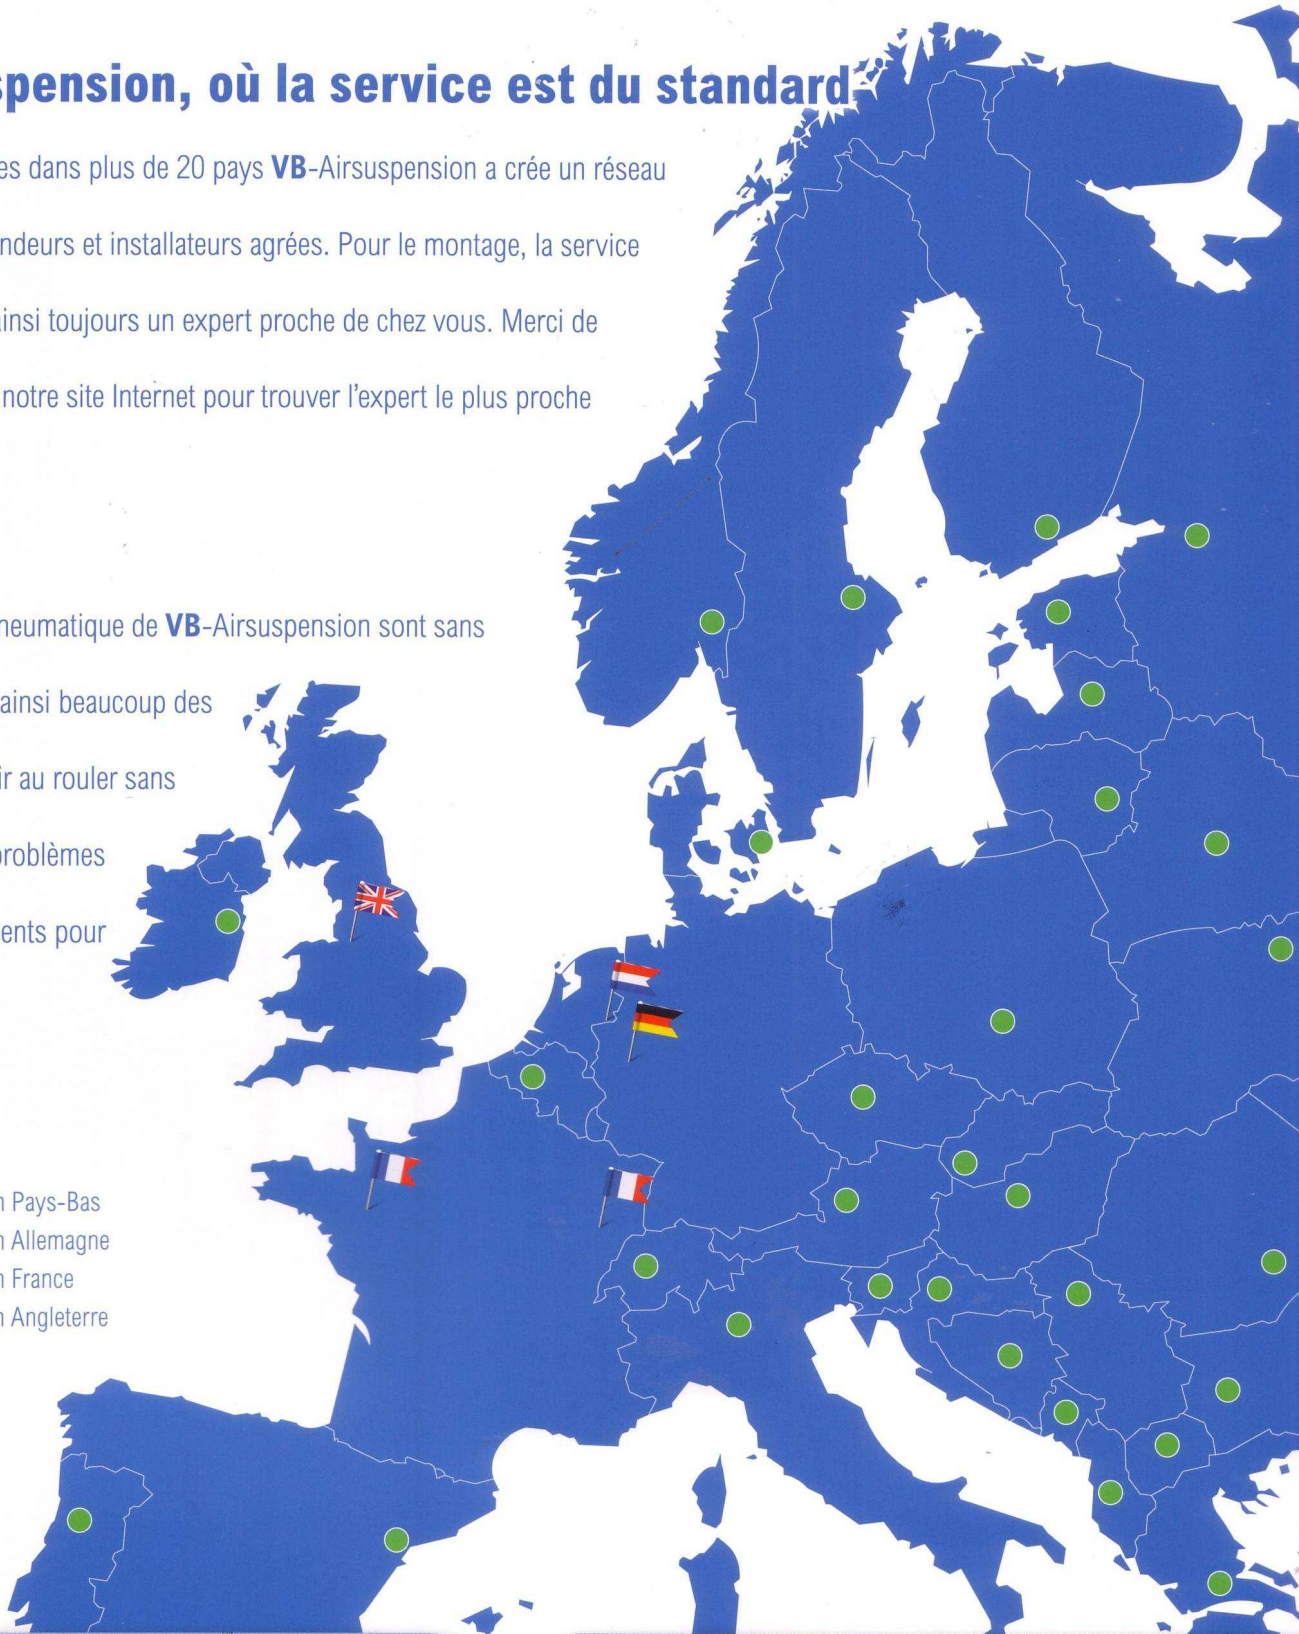 spension, où la service est du standard
es dans plus de 20 pays VB-Airsuspension a crée un réseau
ndeurs et installateurs agrées. Pour le montage, la service
ainsi toujours un expert proche de chez vous. Merci de
notre site Internet pour trouver l'expert le plus proche
neumatique de VB-Airsuspension sont sans
ainsi beaucoup des
ir au rouler sans
problèmes
ents pour
n Pays-Bas
n Allemagne
n France
n Angleterre